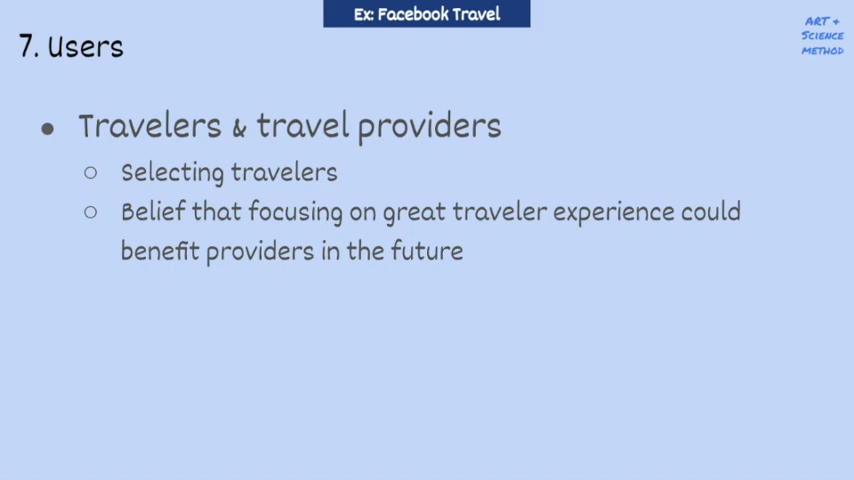 Ex: Facebook Travel
ART +
Science
METHOD
7. Users
● Travelers & travel providers
○ Selecting travelers
○ Belief that focusing on great traveler experience could
benefit providers in the future